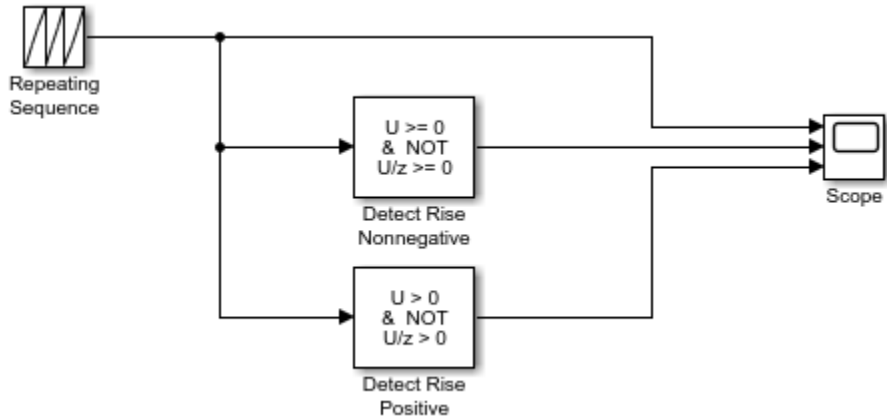 Repeating
Sequence
U >= 0
& NOT
U/z >= 0
Detect Rise
Nonnegative
Scope
U > 0
& NOT
U/z > 0
Detect Rise
Positive